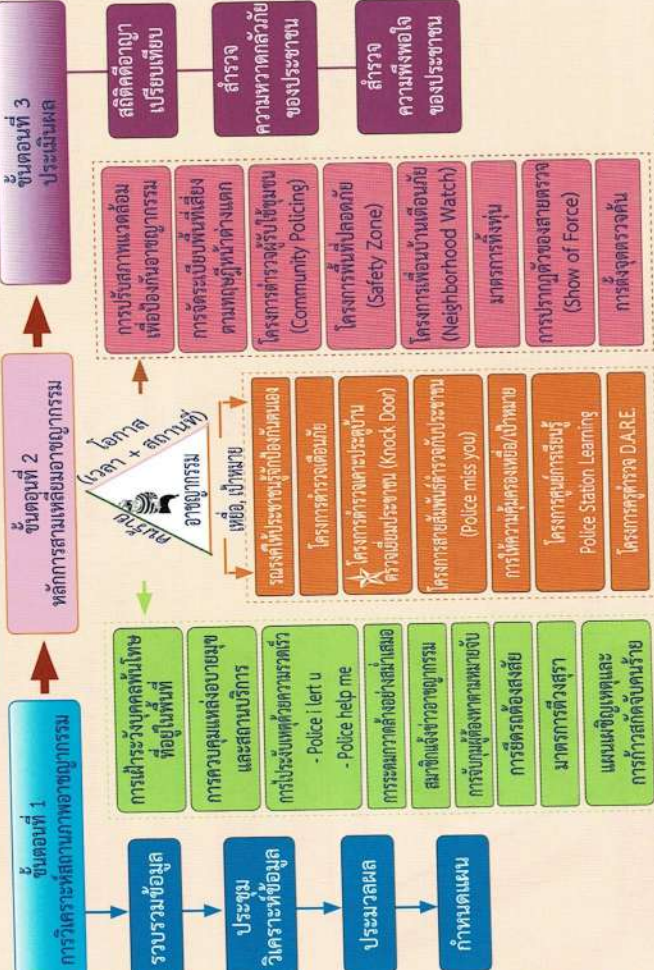 ขั้นตอนที่ 1
การวิเคราะห์สถานภาพอาชญากรรม
รวบรวมข้อมูล
ประชุม
วิเคราะห์ข้อมูล
ประมวลผล
กำหนดแผน
ขั้นตอนที่ 2
หลักการสามเหลี่ยมอาชญากรรม
คนร้าย
โอกาส
(เวลา + สถานที่)
อาชญากรรม
เหยื่อ, เป้าหมาย
การเฝ้าระวังบุคคลพ้นโทษ
ที่อยู่ในพื้นที่
การควบคุมแหล่งอบายมุข
และสถานบริการ
การไประงับเหตุด้วยความรวดเร็ว
- Police i lert u
- Police help me
การระดมกวาดล้างอย่างสม่ำเสมอ
สมาชิกแจ้งข่าวอาชญากรรม
การจับกุมผู้ต้องหาตามหมายจับ
การยึดรถต้องสงสัย
มาตรการตีวงสุรา
แผนเผชิญเหตุและ
การก้าวสกัดจับคนร้าย
รณรงค์ให้ประชาชนรู้จักป้องกันตนเอง
โครงการตำรวจเตือนภัย
โครงการตำรวจเคาะประตูบ้าน
ตรวจเยี่ยมประชาชน (Knock Door)
โครงการสายสัมพันธ์ตำรวจกับประชาชน
(Police miss you)
การให้ความคุ้มครองเหยื่อ/เป้าหมาย
โครงการศูนย์การเรียนรู้
Police Station Learning
โครงการครูตำรวจ D.A.R.E.
การปรับสภาพแวดล้อม
เพื่อป้องกันอาชญากรรม
การจัดระเบียบพื้นที่เสี่ยง
ตามทฤษฎีหน้าต่างแตก
โครงการตำรวจผู้รับใช้ชุมชน
(Community Policing)
โครงการพื้นที่ปลอดภัย
(Safety Zone)
โครงการเพื่อนบ้านเตือนภัย
(Neighborhood Watch)
มาตรการทิ้งทุ่น
การปรากฏตัวของสายตรวจ
(Show of Force)
การตั้งจุดตรวจค้น
ขั้นตอนที่ 3
ประเมินผล
สถิติคดีอาญา
เปรียบเทียบ
สำรวจ
ความหวาดกลัวภัย
ของประชาชน
สำรวจ
ความพึงพอใจ
ของประชาชน